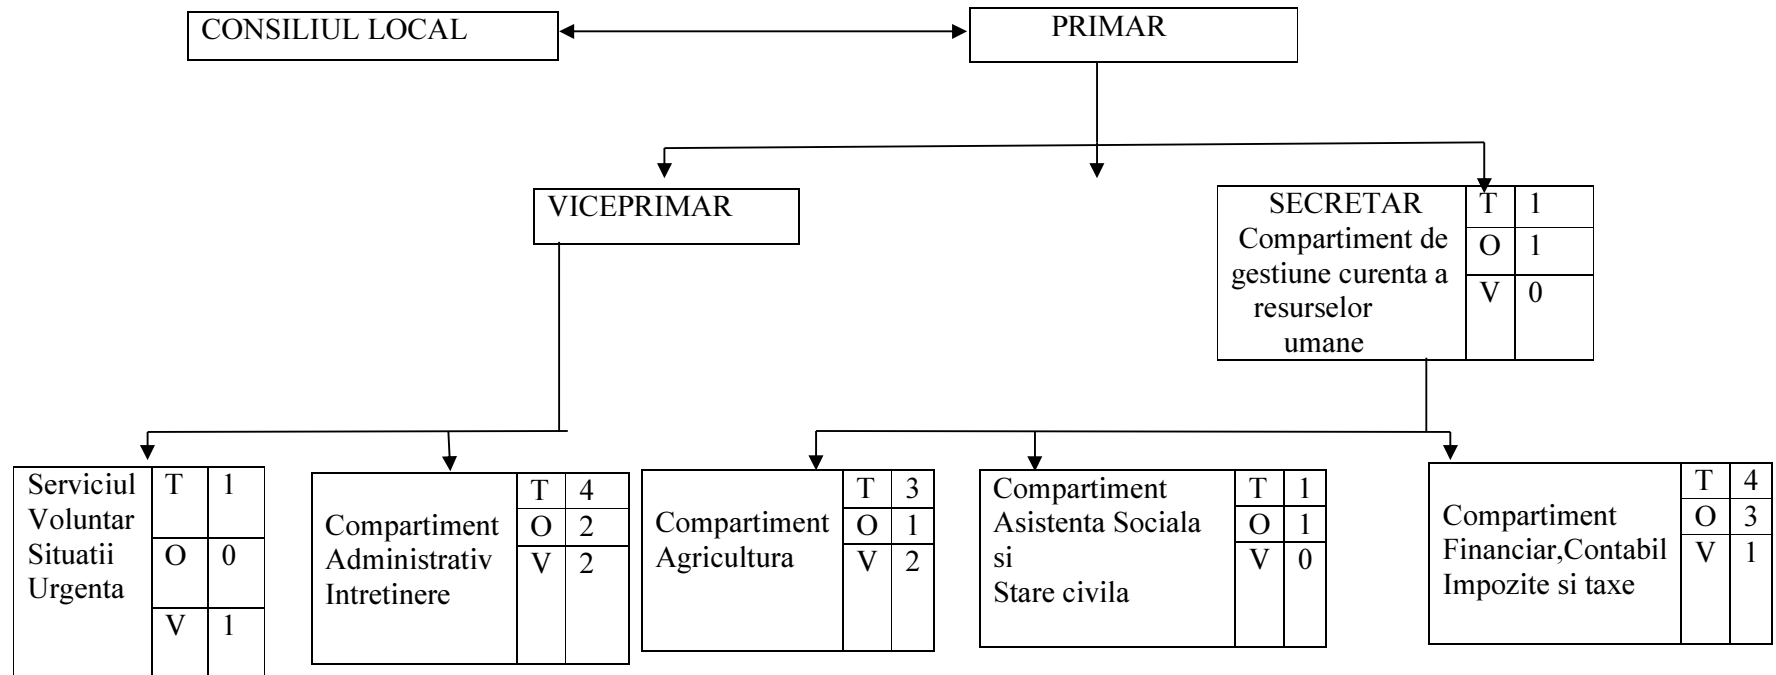 CONSILIUL LOCAL
PRIMAR
VICEPRIMAR
SECRETAR
Compartiment de
gestiune curenta a
resurselor
umane
T 1
O 1
V 0
Serviciul
Voluntar
Situatii
Urgenta
T 1
O 0
V 1
Compartiment
Administrativ
Intretinere
T 4
O 2
V 2
Compartiment
Agricultura
T 3
O 1
V 2
Compartiment
Asistenta Sociala
si
Stare civila
T 1
O 1
V 0
Compartiment
Financiar,Contabil
Impozite si taxe
T 4
O 3
V 1